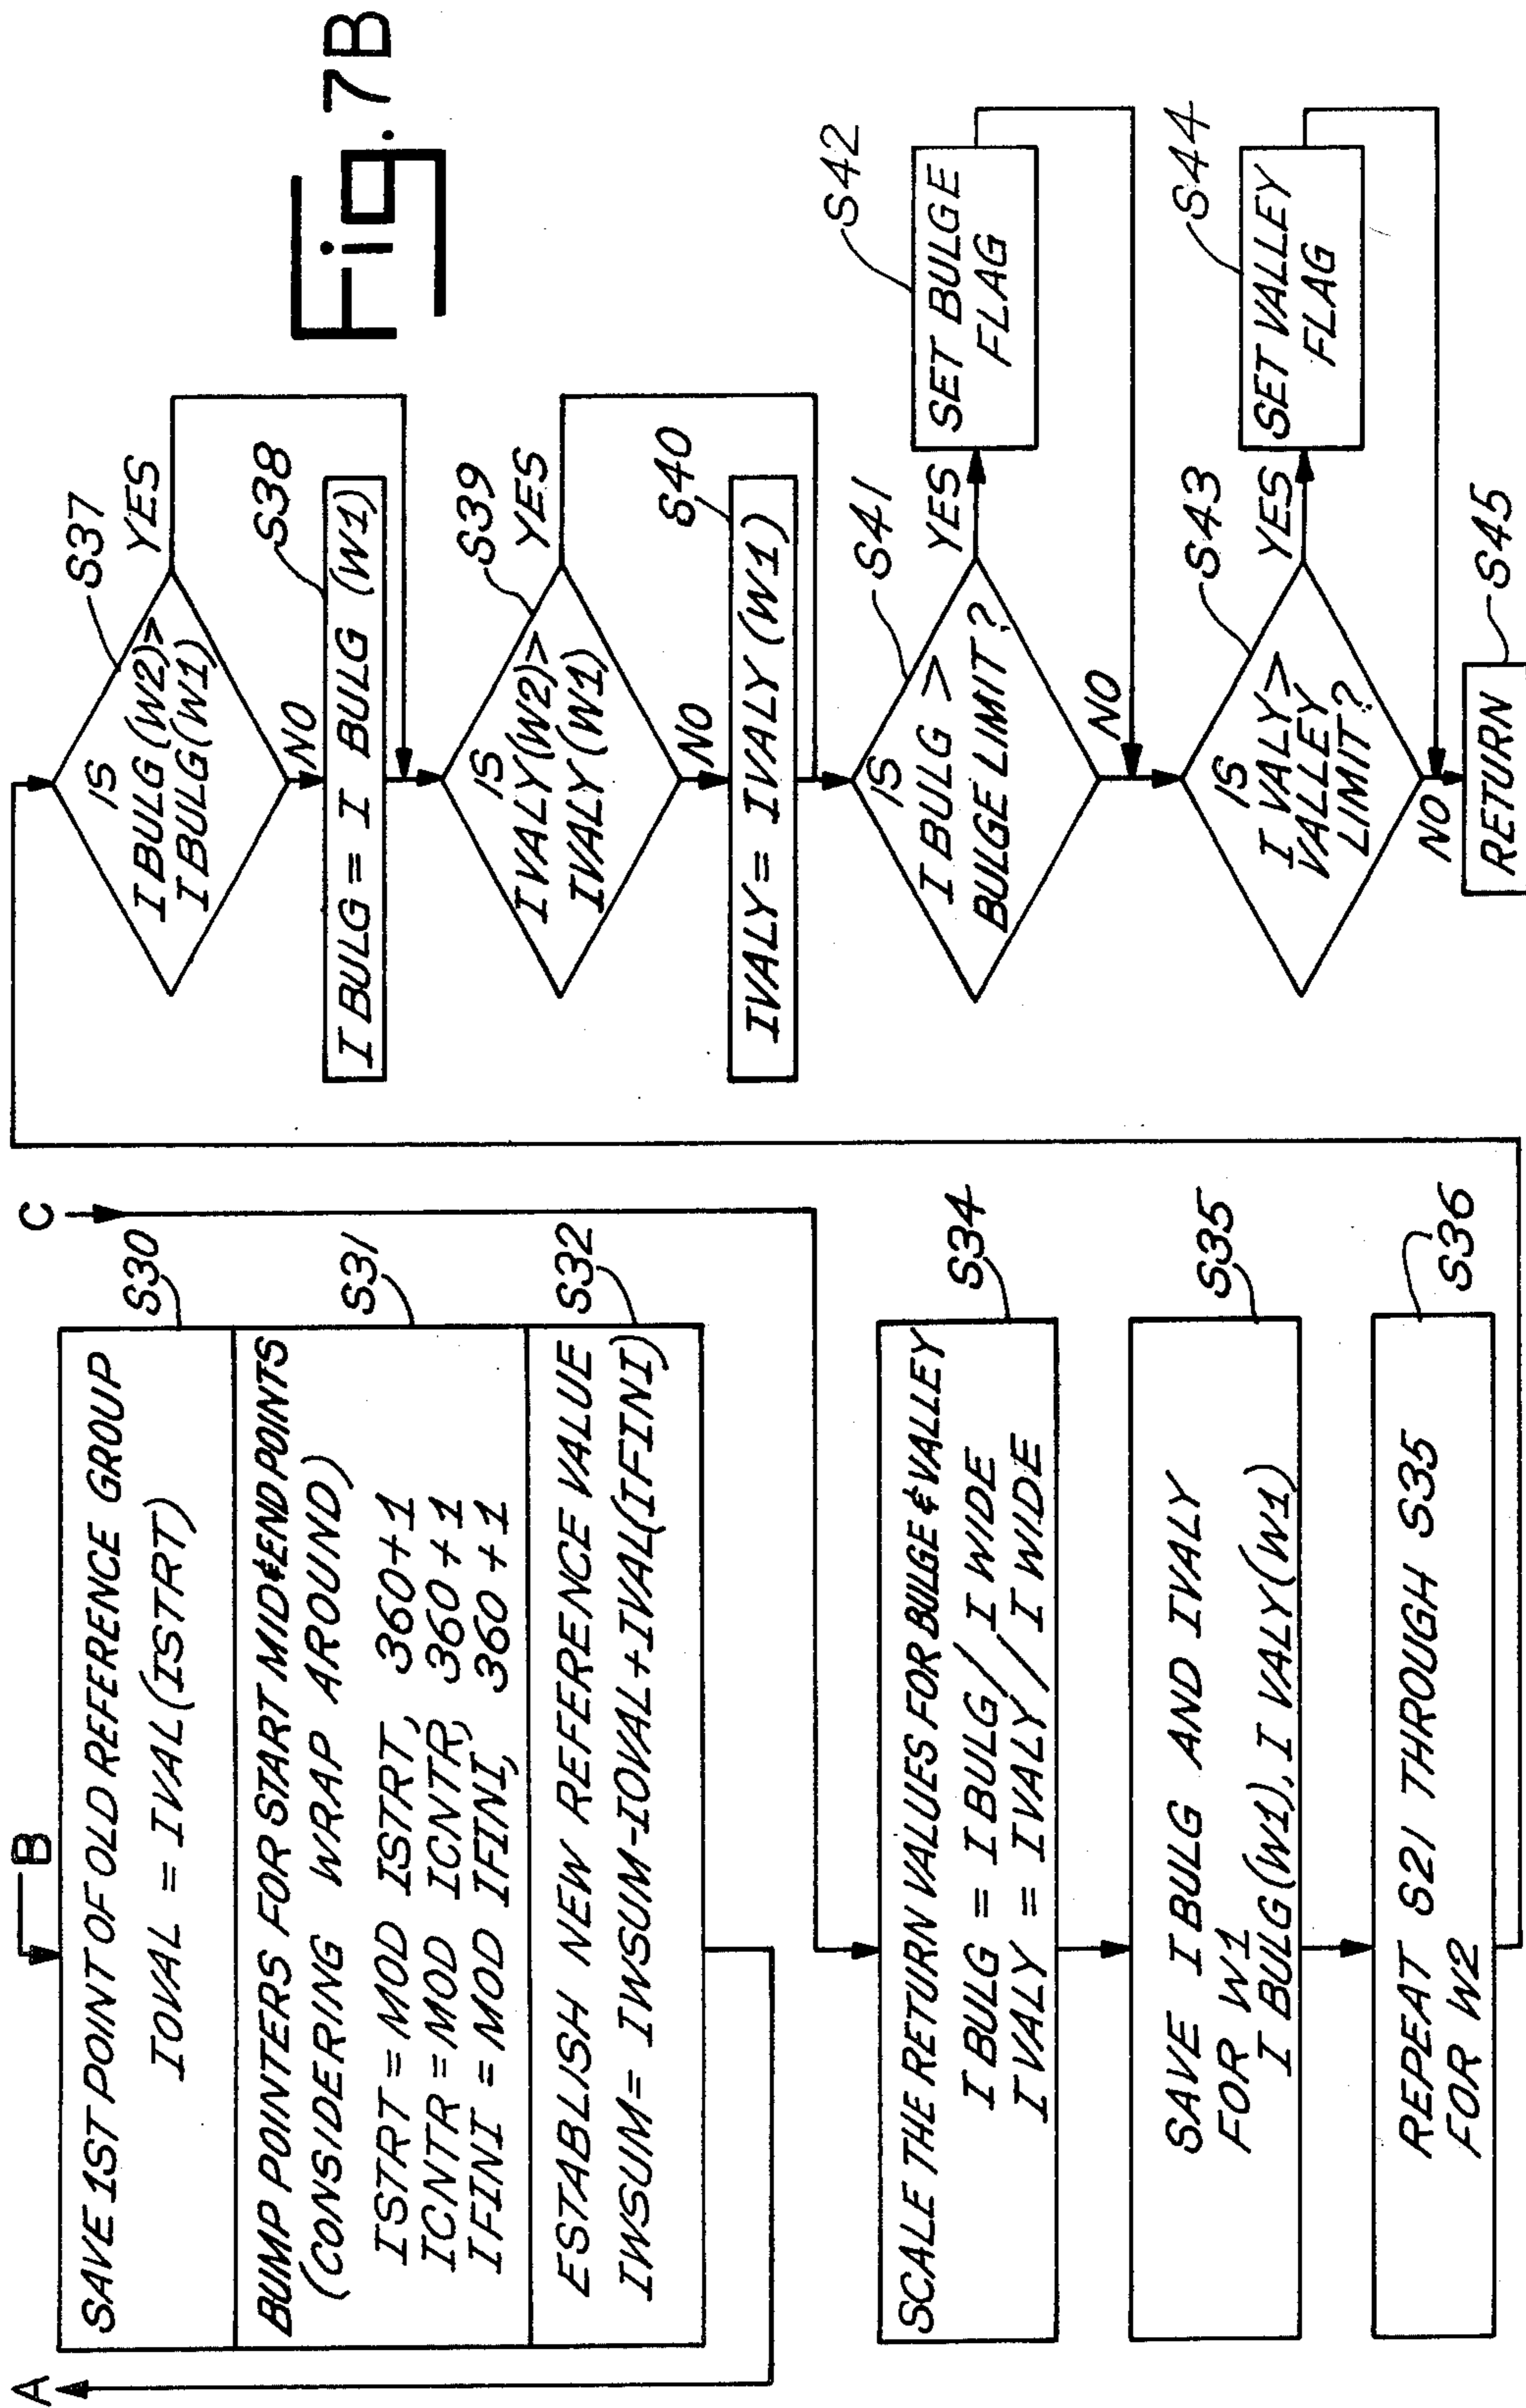 B
A
SAVE 1ST POINT OF OLD REFERENCE GROUP
IOVAL = IVAL(ISTRT)
S30
BUMP POINTERS FOR START MID & END POINTS
(CONSIDERING WRAP AROUND)
ISTRT = MOD ISTRT, 360+1
ICNTR = MOD ICNTR, 360+1
IFINI = MOD IFINI, 360+1
S31
ESTABLISH NEW REFERENCE VALUE
IWSUM = IWSUM-IOVAL+IVAL(IFINI)
S32
C
SCALE THE RETURN VALUES FOR BULGE & VALLEY
I BULG = I BULG / I WIDE
I VALY = IVALY / I WIDE
S34
SAVE I BULG AND IVALY
FOR W1
I BULG(W1), I VALY(W1)
S35
REPEAT S21 THROUGH S35
FOR W2
S36
IS
I BULG(W2)>
I BULG(W1)
S37
YES
NO
I BULG = I BULG (W1)
S38
IS
IVALY(W2)>
IVALY(W1)
S39
YES
NO
IVALY = IVALY (W1)
S40
IS
I BULG >
BULGE LIMIT?
S41
YES
NO
SET BULGE
FLAG
S42
IS
I VALY>
VALLEY
LIMIT?
S43
YES
NO
SET VALLEY
FLAG
S44
RETURN
S45
Fig. 7B